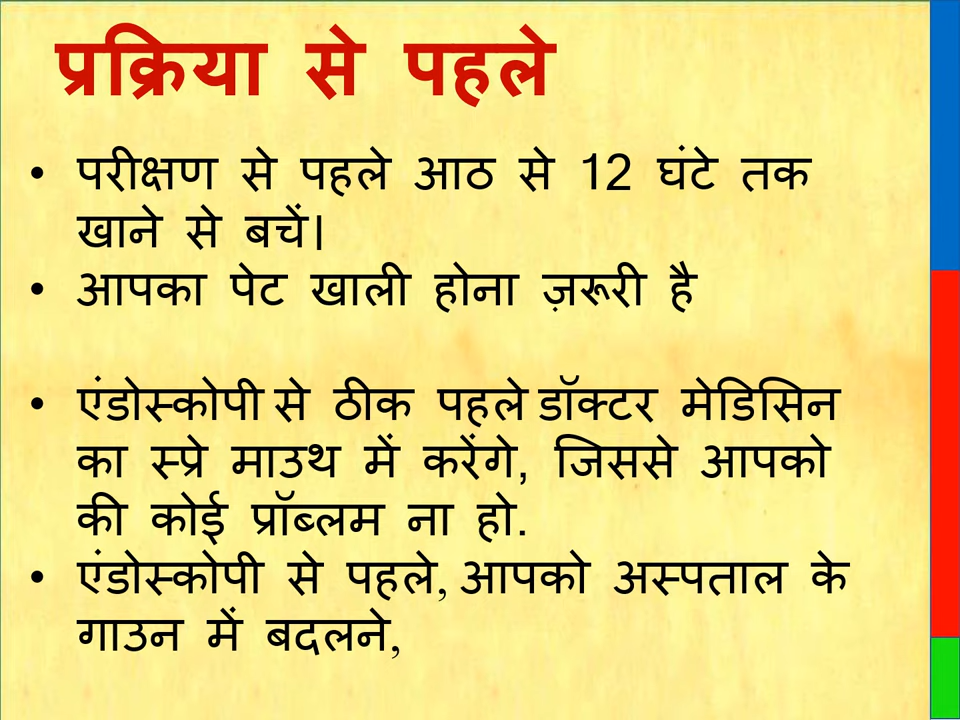 प्रक्रिया से पहले
• परीक्षण से पहले आठ से 12 घंटे तक
खाने से बचें।
• आपका पेट खाली होना ज़रूरी है
• एंडोस्कोपी से ठीक पहले डॉक्टर मेडिसिन
का स्प्रे माउथ में करेंगे, जिससे आपको
की कोई प्रॉब्लम ना हो.
• एंडोस्कोपी से पहले, आपको अस्पताल के
गाउन में बदलने,